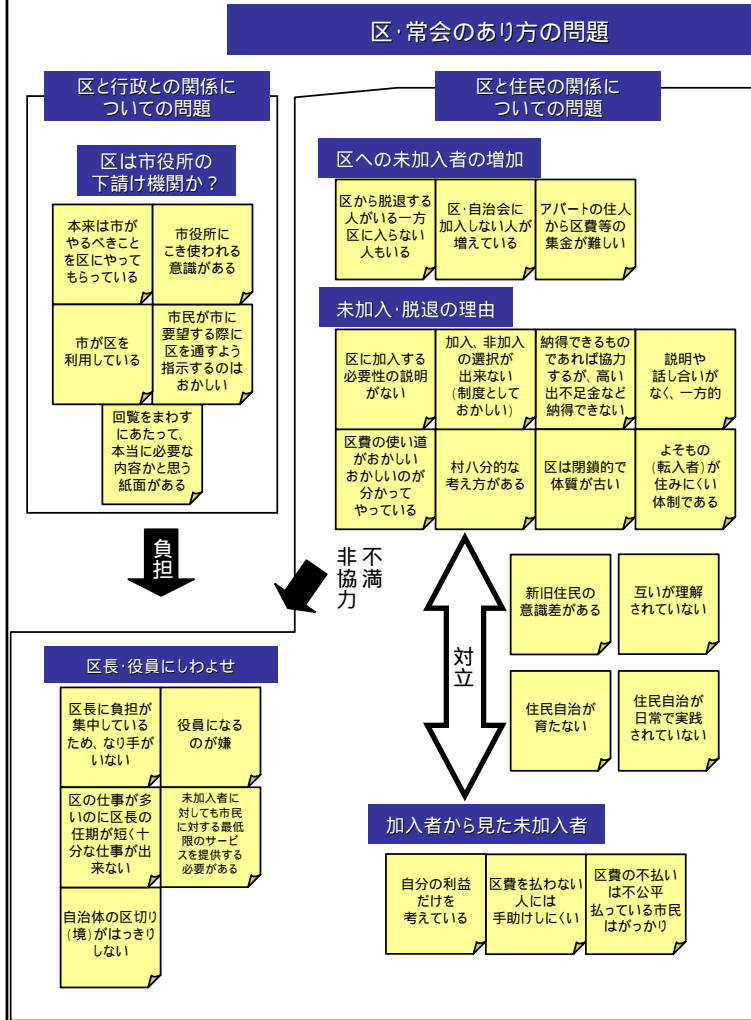 区・常会のあり方の問題
区と行政との関係に
ついての問題
区は市役所の
下請け機関か？
本来は市が
やるべきこと
を区にやって
もらっている
市役所に
こき使われる
意識がある
市が区を
利用している
市民が市に
要望する際に
区を通すよう
指示するのは
おかしい
回覧をまわす
にあたって、
本当に必要な
内容かと思う
紙面がある
負担
区と住民の関係に
ついての問題
区への未加入者の増加
区から脱退する
人がいる一方
区に入らない
人もいる
区・自治会に
加入しない人が
増えている
アパートの住人
から区費等の
集金が難しい
未加入・脱退の理由
区に加入する
必要性の説明
がない
加入、非加入
の選択が
出来ない
(制度として
おかしい)
納得できるもの
であれば協力
するが、高い
出不足金など
納得できない
説明や
話し合いが
なく、一方的
区費の使い道
がおかしい
おかしいのが
分かって
やっている
村八分的な
考え方がある
区は閉鎖的で
体質が古い
よそもの
(転入者)が
住みにくい
体制である
不満
非協力
対立
新旧住民の
意識差がある
互いが理解
されていない
住民自治が
育たない
住民自治が
日常で実践
されていない
区長・役員にしわよせ
区長に負担が
集中している
ため、なり手が
いない
役員になる
のが嫌
区の仕事が多
いのに区長の
任期が短く十
分な仕事が出
来ない
未加入者に
対しても市民
に対する最低
限のサービ
スを提供する
必要がある
自治体の区切り
(境)がはっきり
しない
加入者から見た未加入者
自分の利益
だけを
考えている
区費を払わない
人には
手助けしにくい
区費の不払い
は不公平
払っている市民
はがっかり